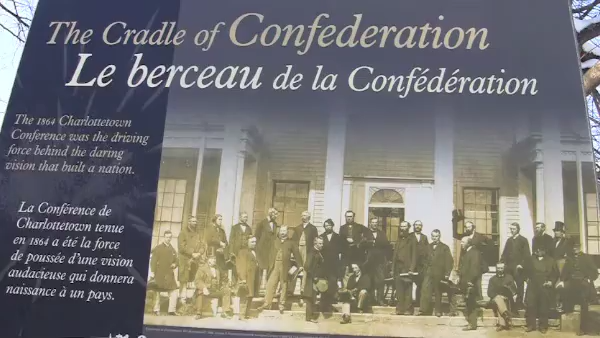 The Cradle of Confederation
Le berceau de la Confédération
The 1864 Charlottetown
Conference was the driving
force behind the daring
vision that built a nation.
La Conférence de
Charlottetown tenue
en 1864 a été la force
de poussée d'une vision
audacieuse qui donnera
naissance à un pays.